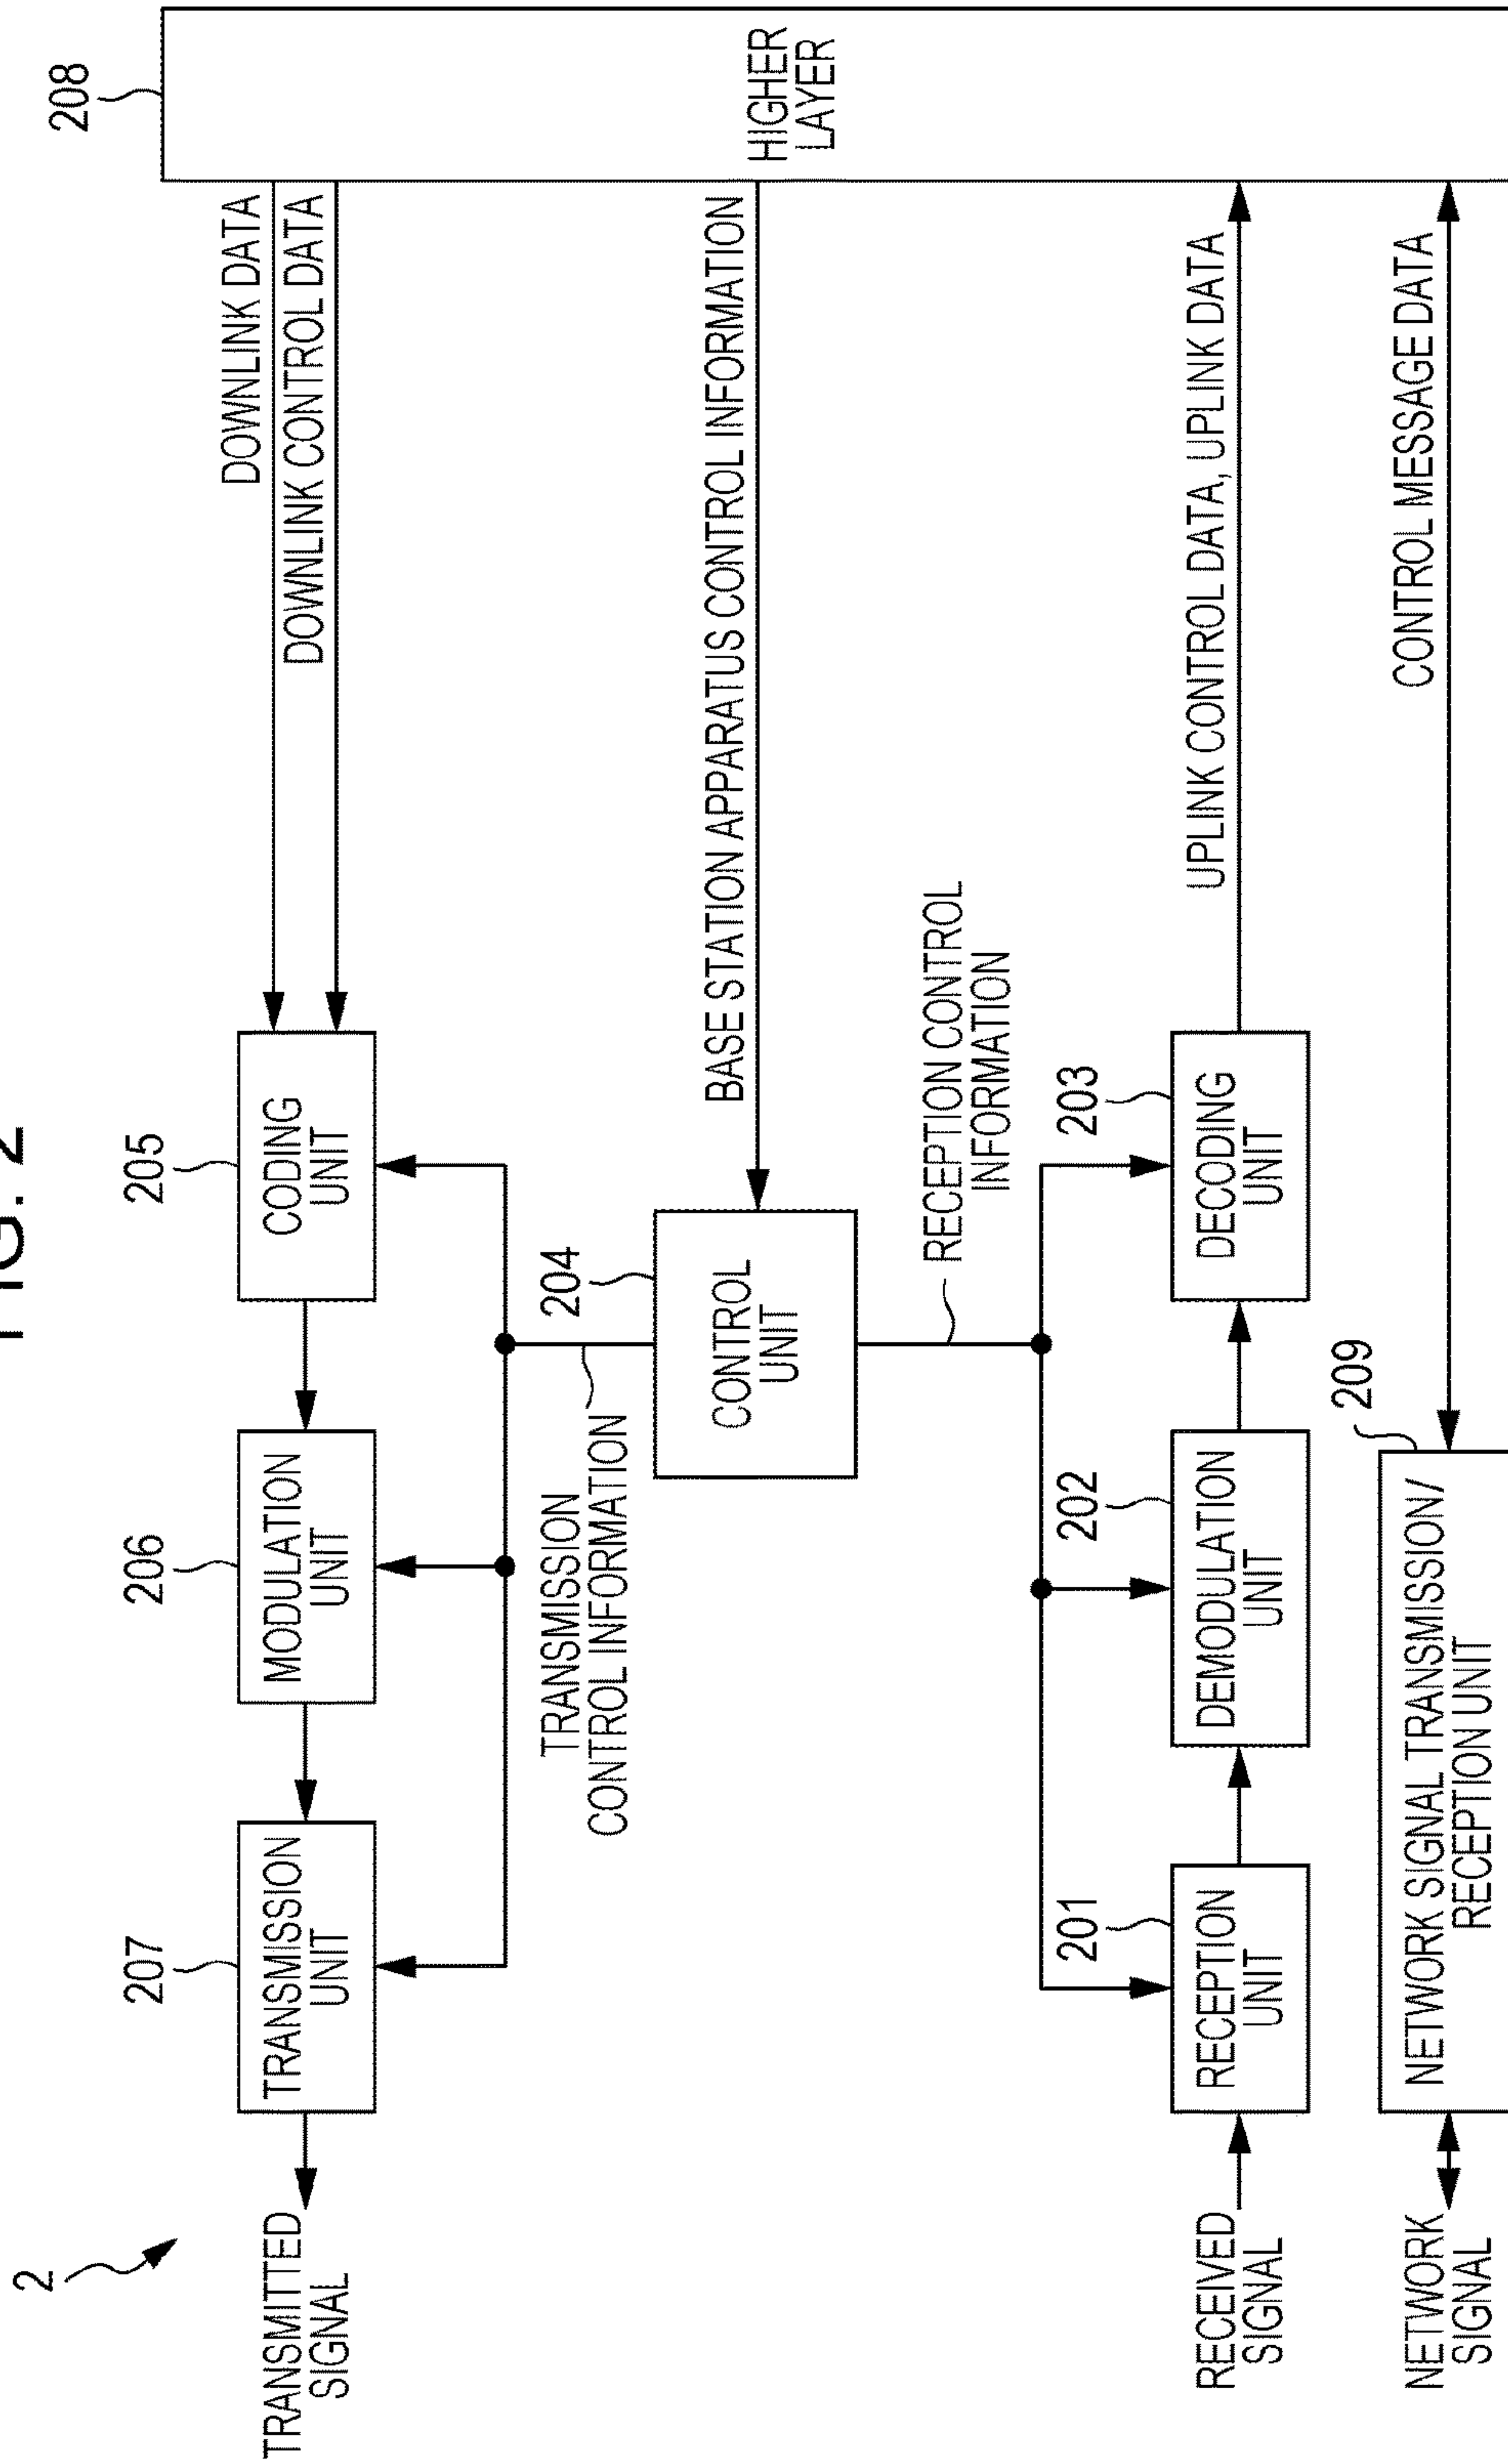 FIG. 2
2
208
HIGHER
LAYER
DOWNLINK DATA
DOWNLINK CONTROL DATA
205
CODING
UNIT
206
MODULATION
UNIT
207
TRANSMISSION
UNIT
TRANSMITTED
SIGNAL
BASE STATION APPARATUS CONTROL INFORMATION
204
CONTROL
UNIT
TRANSMISSION
CONTROL INFORMATION
RECEPTION CONTROL
INFORMATION
UPLINK CONTROL DATA, UPLINK DATA
203
DECODING
UNIT
202
DEMODULATION
UNIT
201
RECEPTION
UNIT
RECEIVED
SIGNAL
CONTROL MESSAGE DATA
209
NETWORK SIGNAL TRANSMISSION/
RECEPTION UNIT
NETWORK
SIGNAL